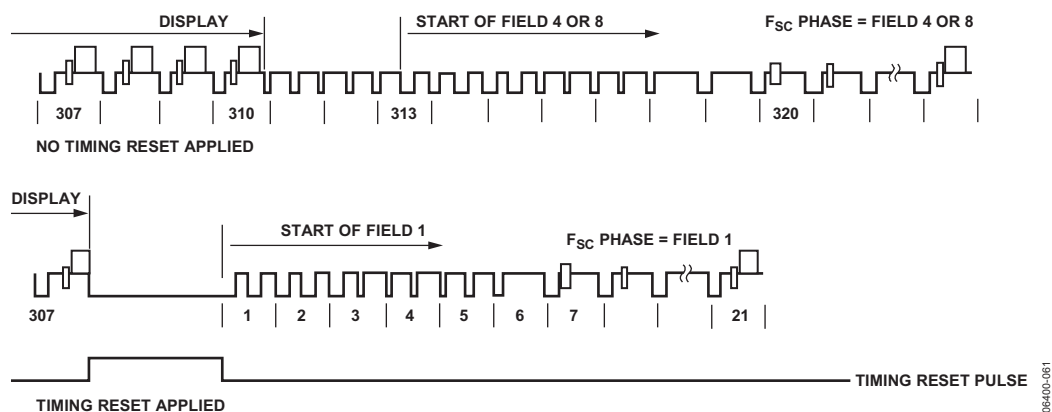 DISPLAY
START OF FIELD 4 OR 8
FSC PHASE = FIELD 4 OR 8
307 310 313 320
NO TIMING RESET APPLIED
DISPLAY
START OF FIELD 1
FSC PHASE = FIELD 1
307 1 2 3 4 5 6 7 21
TIMING RESET PULSE
TIMING RESET APPLIED
06400-061